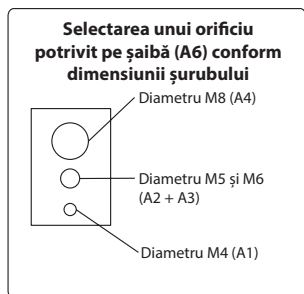 Selectarea unui orificiu
potrivit pe șaibă (A6) conform
dimensiunii șurubului
Diametru M8 (A4)
Diametru M5 și M6
(A2 + A3)
Diametru M4 (A1)